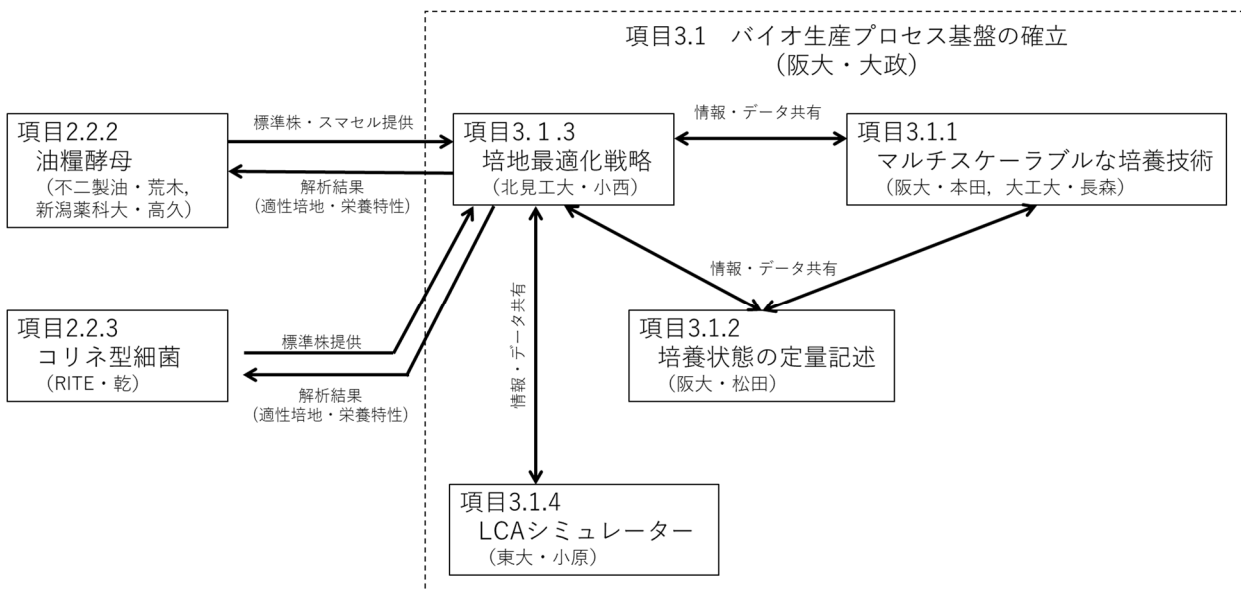 項目3.1　バイオ生産プロセス基盤の確立
（阪大・大政）
項目2.2.2
油糧酵母
（不二製油・荒木,
新潟薬科大・高久）
標準株・スマセル提供
解析結果
（適性培地・栄養特性）
項目3．1．3
培地最適化戦略
（北見工大・小西）
情報・データ共有
項目3.1.1
マルチスケーラブルな培養技術
（阪大・本田，大工大・長森）
情報・データ共有
項目2.2.3
コリネ型細菌
（RITE・乾）
標準株提供
解析結果
（適性培地・栄養特性）
情報・データ共有
項目3.1.2
培養状態の定量記述
（阪大・松田）
項目3.1.4
LCAシミュレーター
（東大・小原）